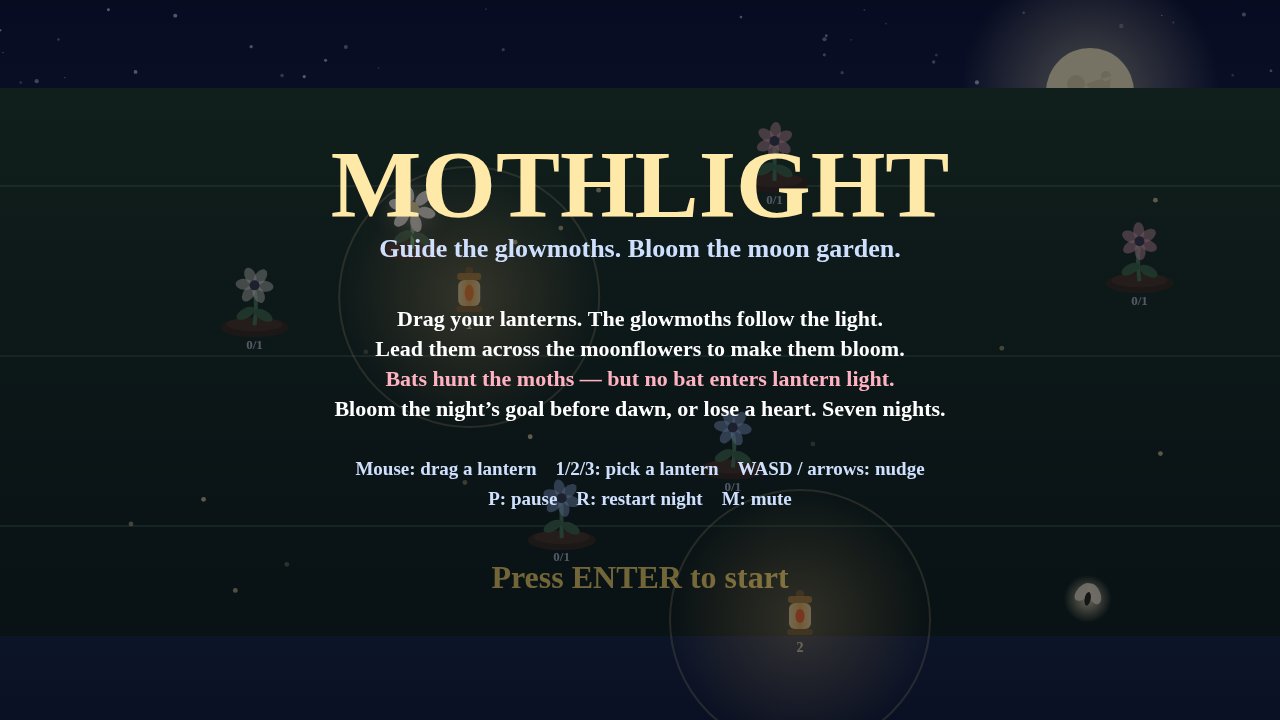 MOTHLIGHT
Guide the glowmoths. Bloom the moon garden.
Drag your lanterns. The glowmoths follow the light.
Lead them across the moonflowers to make them bloom.
Bats hunt the moths — but no bat enters lantern light.
Bloom the night’s goal before dawn, or lose a heart. Seven nights.
Mouse: drag a lantern 1/2/3: pick a lantern WASD / arrows: nudge
P: pause R: restart night M: mute
Press ENTER to start
0/1
0/1
0/1
1
0/1
0/1
2